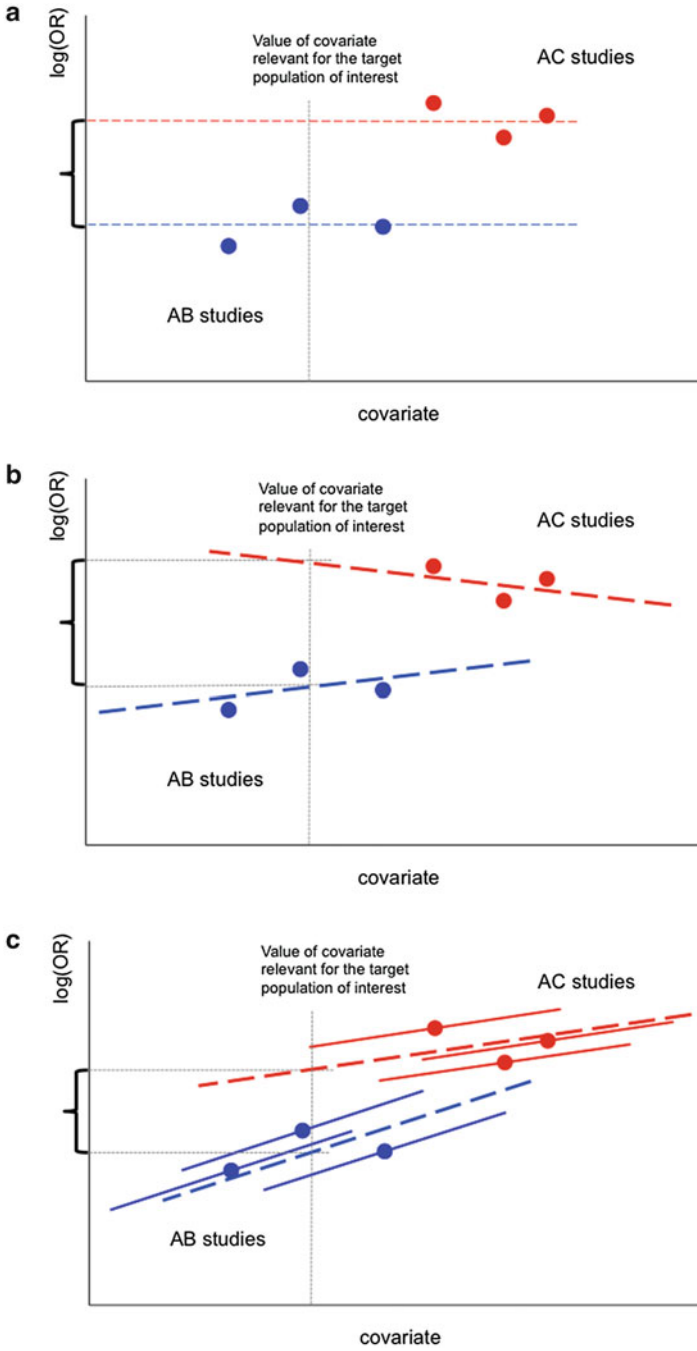 a
log(OR)
Value of covariate
relevant for the target
population of interest
AC studies
AB studies
covariate
b
log(OR)
Value of covariate
relevant for the target
population of interest
AC studies
AB studies
covariate
c
log(OR)
Value of covariate
relevant for the target
population of interest
AC studies
AB studies
covariate